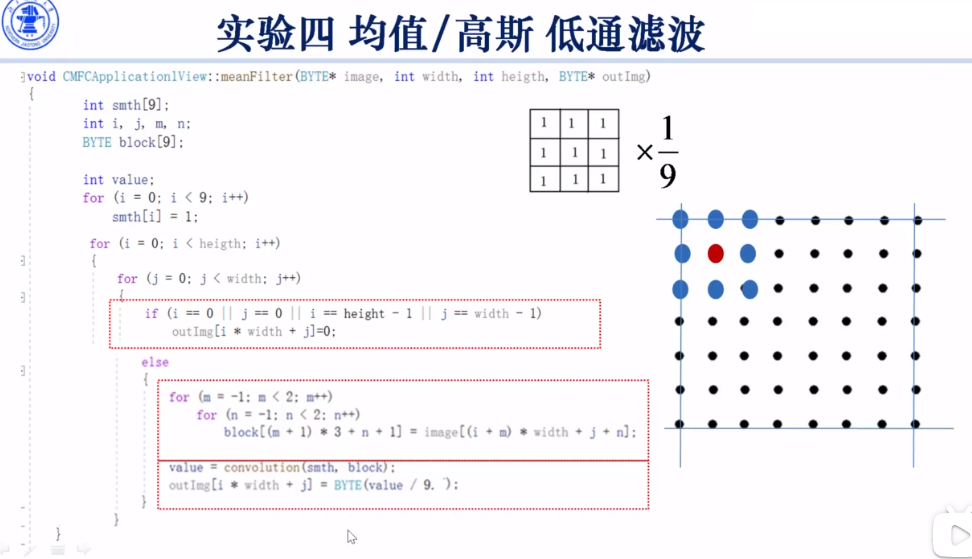 实验四 均值/高斯 低通滤波
void CMFCApplication1View::meanFilter(BYTE* image, int width, int heigth, BYTE* outImg)
{
int smth[9];
int i, j, m, n;
BYTE block[9];
int value;
for (i = 0; i < 9; i++)
smth[i] = 1;
for (i = 0; i < heigth; i++)
{
for (j = 0; j < width; j++)
{
if (i == 0 || j == 0 || i == height - 1 || j == width - 1)
outImg[i * width + j]=0;
else
{
for (m = -1; m < 2; m++)
for (n = -1; n < 2; n++)
block[(m + 1) * 3 + n + 1] = image[(i + m) * width + j + n];
value = convolution(smth, block);
outImg[i * width + j] = BYTE(value / 9. );
}
}
}
1 1 1
1 1 1
1 1 1
× 1
9